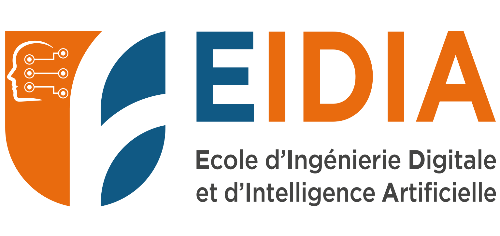 EIDIA
Ecole d'Ingénierie Digitale
et d'Intelligence Artificielle